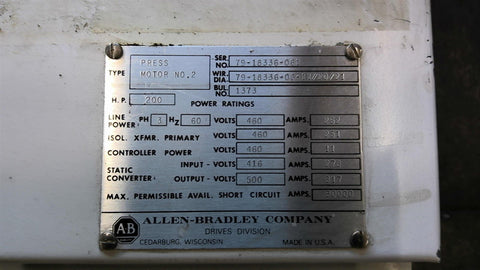 PRESS
MOTOR NO.2
TYPE
SER. NO. 79-18336-
WIR. DIA. 79-18336-
BUL. NO. 1373
H.P. 200
POWER RATINGS
LINE POWER: PH 3 HZ 60 VOLTS 460 AMPS.
ISOL. XFMR. PRIMARY VOLTS 460 AMPS.
CONTROLLER POWER VOLTS 460 AMPS.
STATIC CONVERTER: INPUT - VOLTS 416 AMPS.
OUTPUT - VOLTS 500 AMPS.
MAX. PERMISSIBLE AVAIL. SHORT CIRCUIT AMPS.
AB ALLEN-BRADLEY COMPANY
DRIVES DIVISION
CEDARBURG, WISCONSIN MADE IN U.S.A.